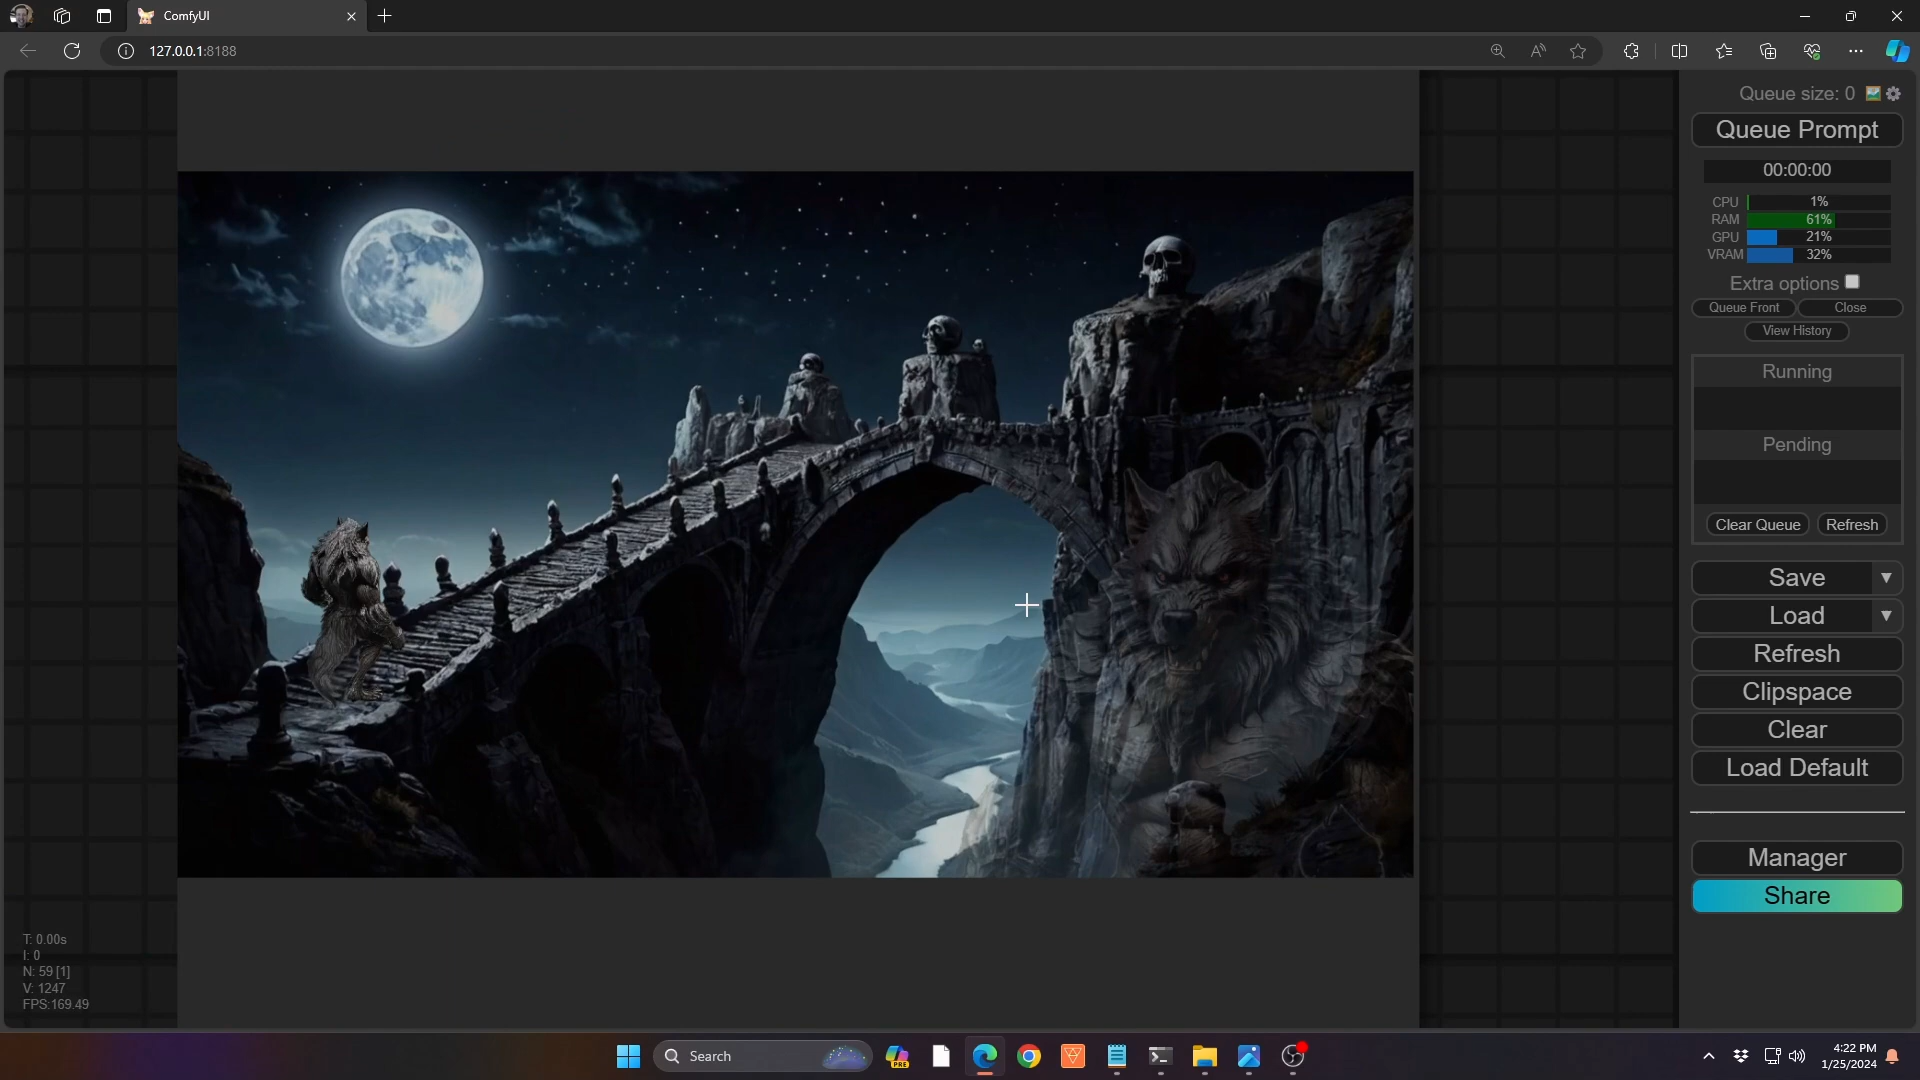 ComfyUI
127.0.0.1:8188
Queue size: 0
Queue Prompt
00:00:00
CPU 1%
RAM 61%
GPU 21%
VRAM 32%
Extra options
Queue Front Close
View History
Running
Pending
Clear Queue Refresh
Save ▼
Load ▼
Refresh
Clipspace
Clear
Load Default
Manager
Share
T: 0.00s
I: 0
N: 59 [1]
V: 1247
FPS:169.49
Search
PRE
4:22 PM
1/25/2024